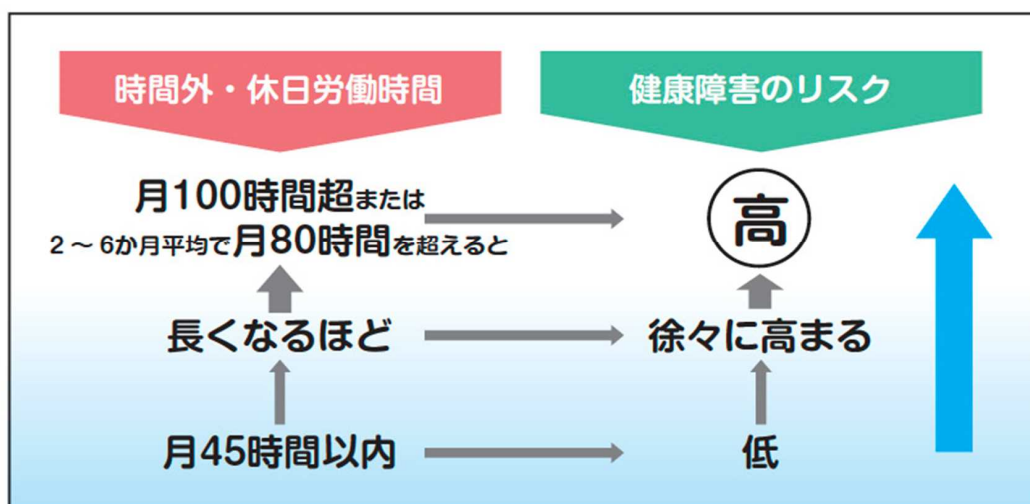 時間外・休日労働時間
健康障害のリスク
月100時間超または
2～6か月平均で月80時間を超えると
高
長くなるほど
徐々に高まる
月45時間以内
低